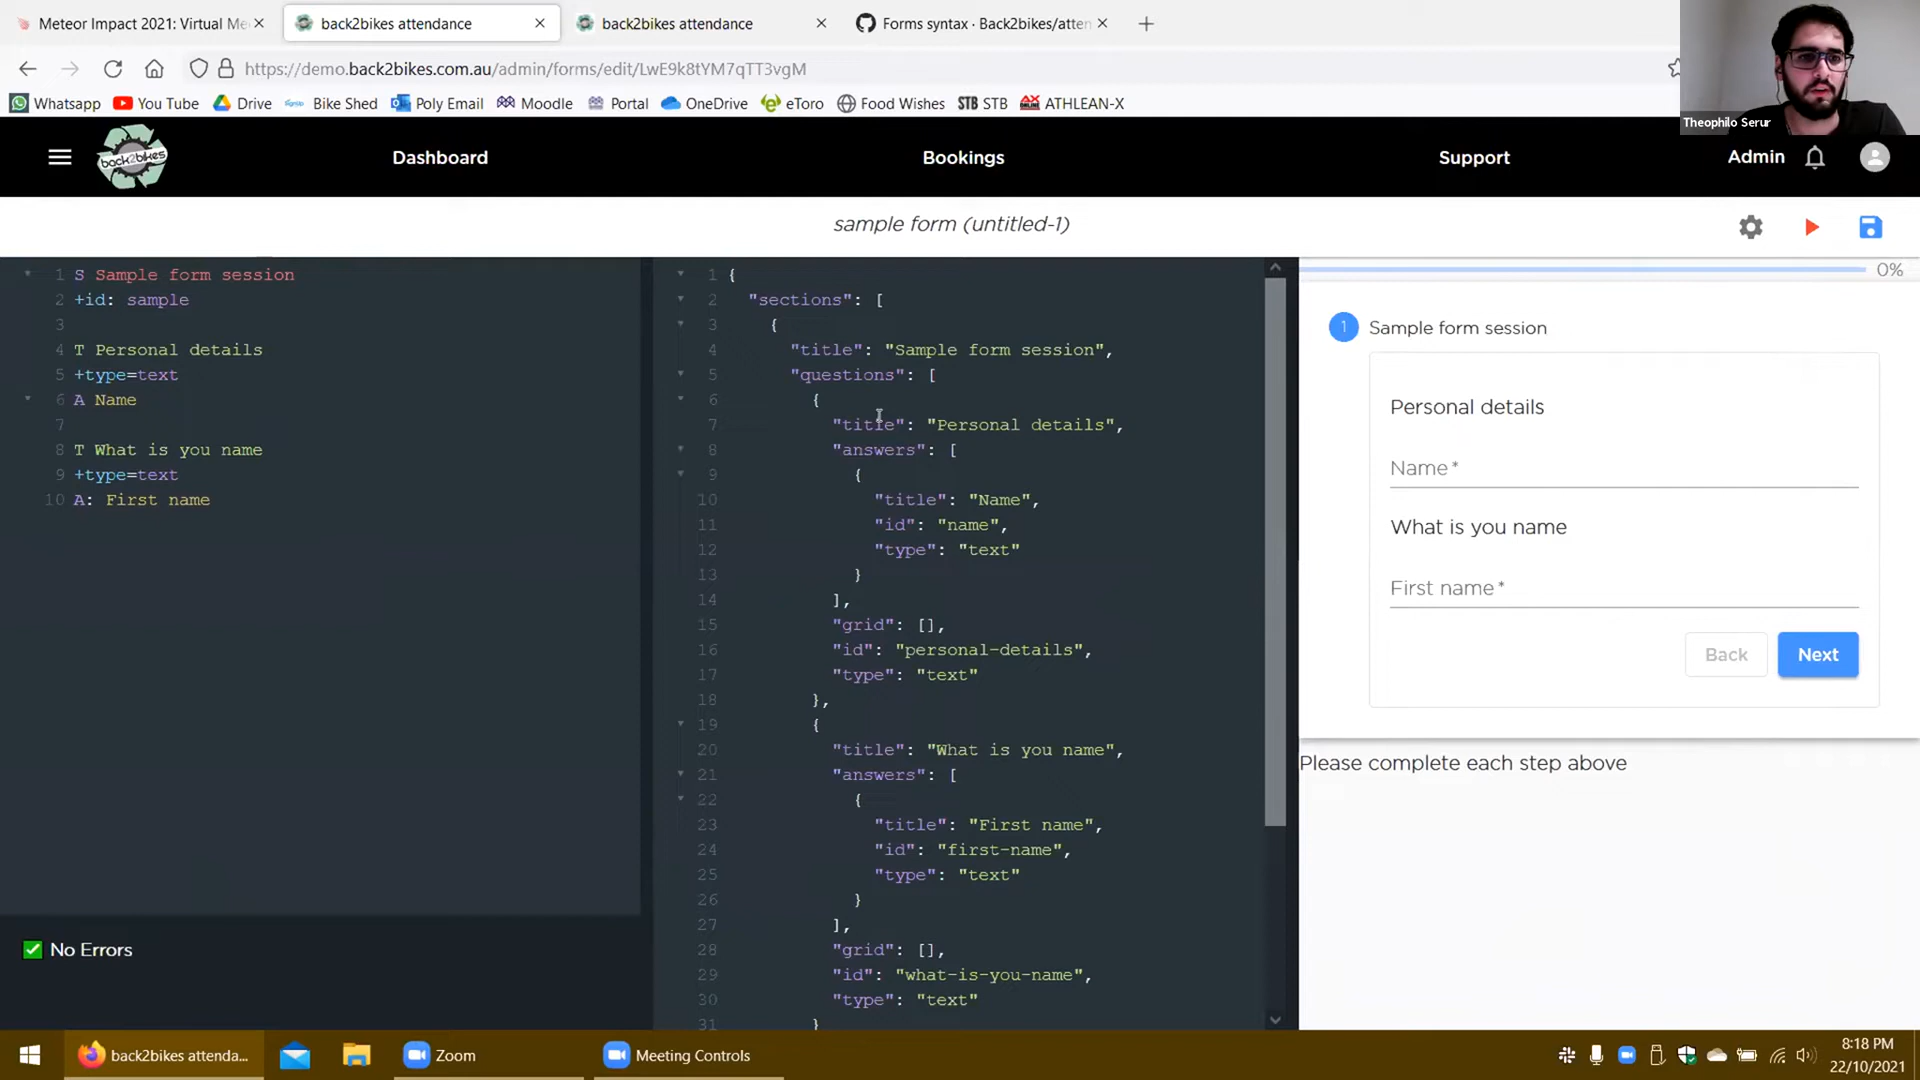 Meteor Impact 2021: Virtual Me
back2bikes attendance
back2bikes attendance
Forms syntax · Back2bikes/atten
https://demo.back2bikes.com.au/admin/forms/edit/LwE9k8tYM7qTT3vgM
Whatsapp
You Tube
Drive
Bike Shed
Poly Email
Moodle
Portal
OneDrive
eToro
Food Wishes
STB STB
ATHLEAN-X
Theophilo Serur
back2bikes
Dashboard
Bookings
Support
Admin
sample form (untitled-1)
1 S Sample form session
2 +id: sample
3
4 T Personal details
5 +type=text
6 A Name
7
8 T What is you name
9 +type=text
10 A: First name
No Errors
1 {
2 "sections": [
3 {
4 "title": "Sample form session",
5 "questions": [
6 {
7 "title": "Personal details",
8 "answers": [
9 {
10 "title": "Name",
11 "id": "name",
12 "type": "text"
13 }
14 ],
15 "grid": [],
16 "id": "personal-details",
17 "type": "text"
18 },
19 {
20 "title": "What is you name",
21 "answers": [
22 {
23 "title": "First name",
24 "id": "first-name",
25 "type": "text"
26 }
27 ],
28 "grid": [],
29 "id": "what-is-you-name",
30 "type": "text"
31 }
0%
1 Sample form session
Personal details
Name *
What is you name
First name *
Back
Next
Please complete each step above
back2bikes attenda...
Zoom
Meeting Controls
8:18 PM
22/10/2021